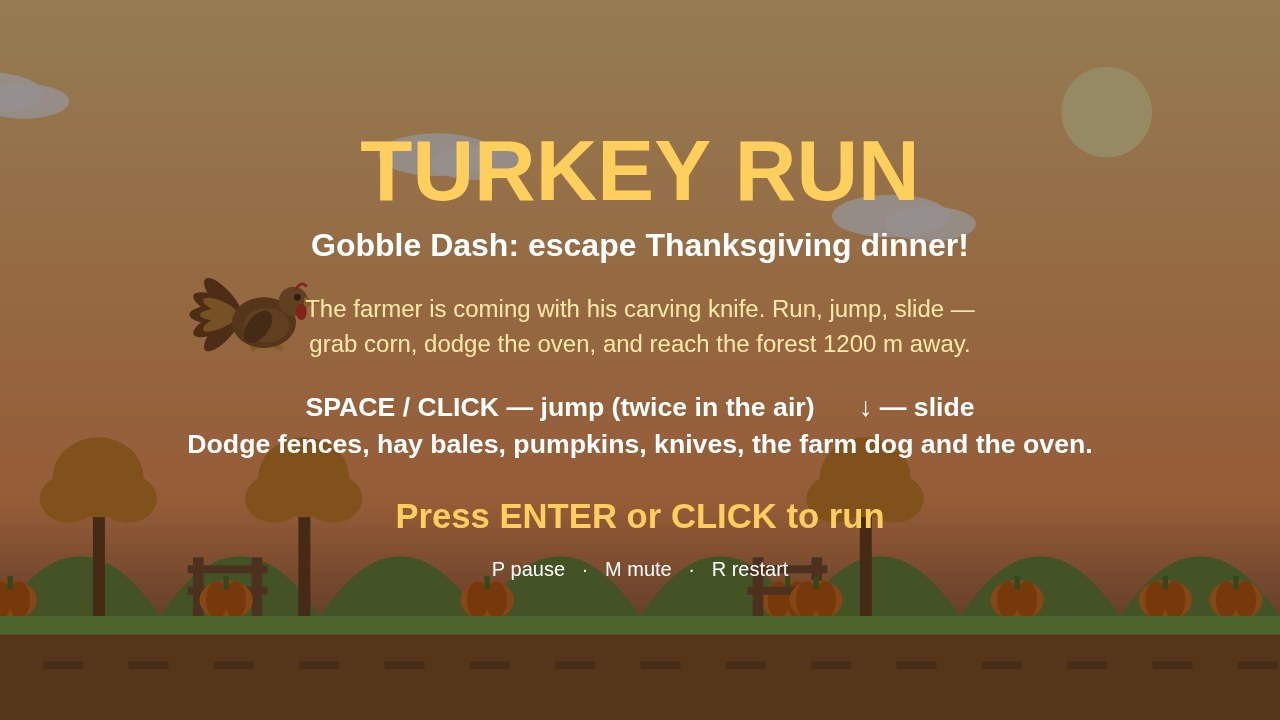 TURKEY RUN
Gobble Dash: escape Thanksgiving dinner!
The farmer is coming with his carving knife. Run, jump, slide —
grab corn, dodge the oven, and reach the forest 1200 m away.
SPACE / CLICK — jump (twice in the air) ↓ — slide
Dodge fences, hay bales, pumpkins, knives, the farm dog and the oven.
Press ENTER or CLICK to run
P pause · M mute · R restart